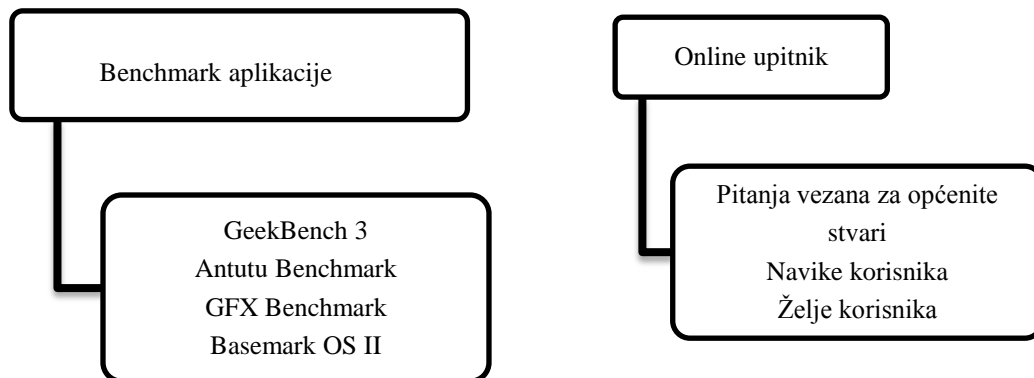 Benchmark aplikacije
GeekBench 3
Antutu Benchmark
GFX Benchmark
Basemark OS II
Online upitnik
Pitanja vezana za općenite
stvari
Navike korisnika
Želje korisnika